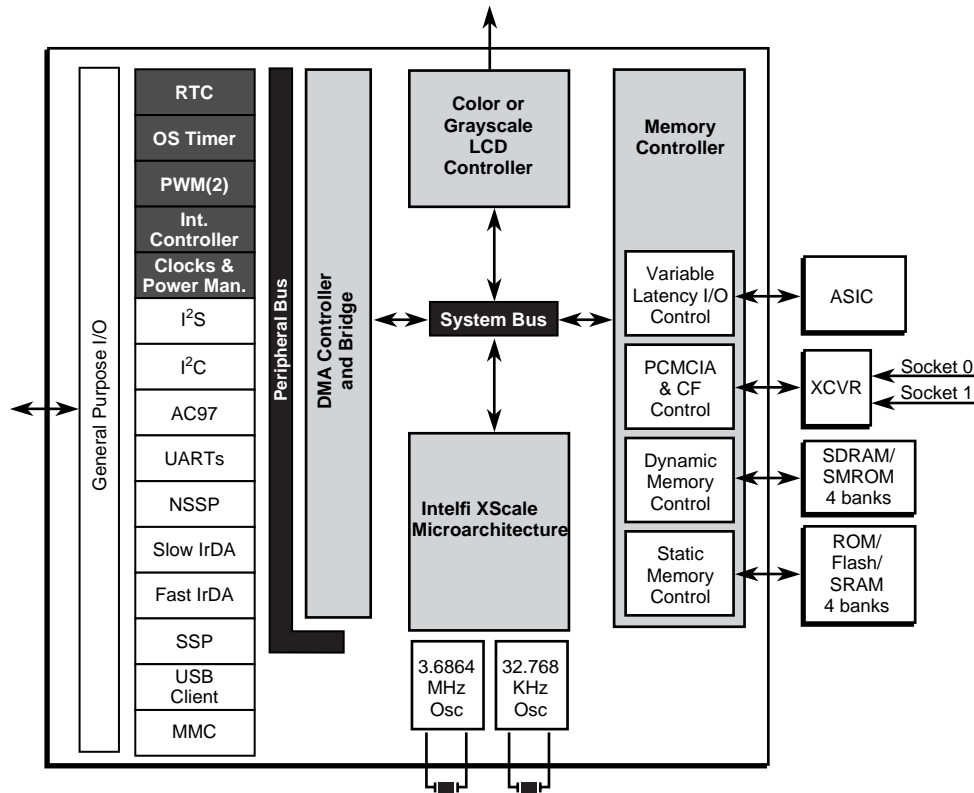 General Purpose I/O
RTC
OS Timer
PWM(2)
Int.
Controller
Clocks &
Power Man.
I²S
I²C
AC97
UARTs
NSSP
Slow IrDA
Fast IrDA
SSP
USB
Client
MMC
Peripheral Bus
DMA Controller
and Bridge
Color or
Grayscale
LCD
Controller
System Bus
Intelfi XScale
Microarchitecture
3.6864
MHz
Osc
32.768
KHz
Osc
Memory
Controller
Variable
Latency I/O
Control
PCMCIA
& CF
Control
Dynamic
Memory
Control
Static
Memory
Control
ASIC
XCVR
Socket 0
Socket 1
SDRAM/
SMROM
4 banks
ROM/
Flash/
SRAM
4 banks